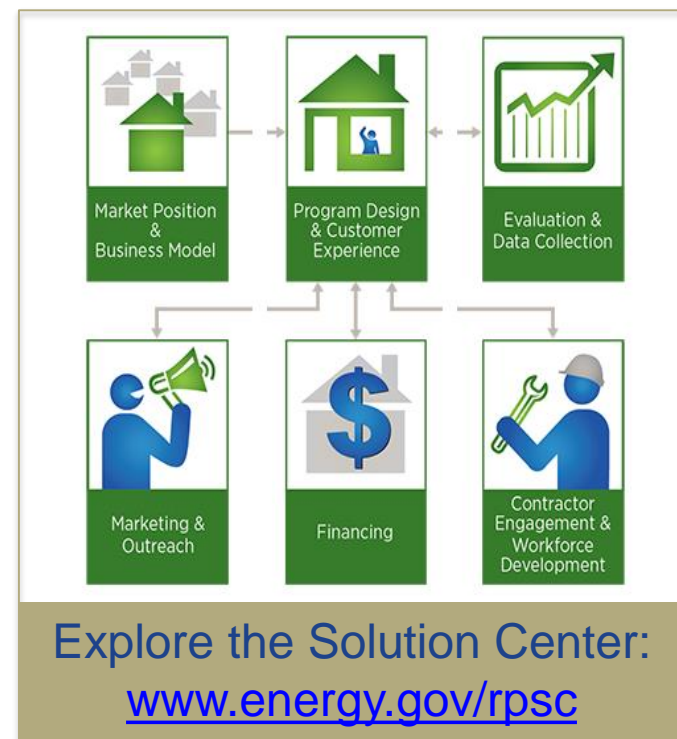 Market Position
&
Business Model
Program Design
& Customer
Experience
Evaluation &
Data Collection
Marketing &
Outreach
$
Financing
Contractor
Engagement &
Workforce
Development
Explore the Solution Center:
www.energy.gov/rpsc